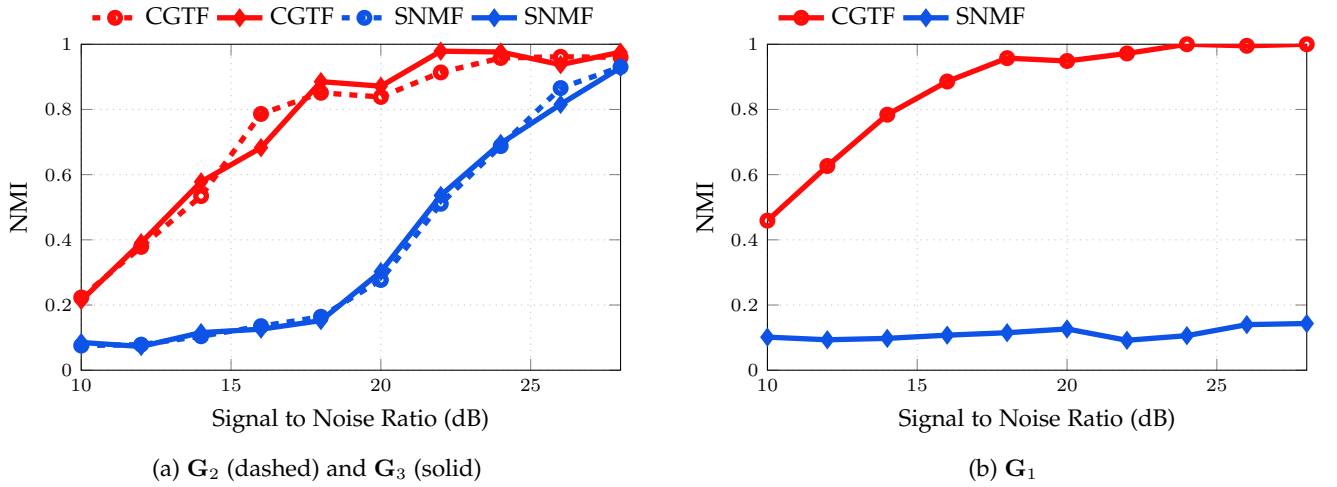 CGTF CGTF SNMF SNMF
1
0.8
0.6
0.4
0.2
0
10 15 20 25
NMI
Signal to Noise Ratio (dB)
(a) G₂ (dashed) and G₃ (solid)
CGTF SNMF
1
0.8
0.6
0.4
0.2
0
10 15 20 25
NMI
Signal to Noise Ratio (dB)
(b) G₁